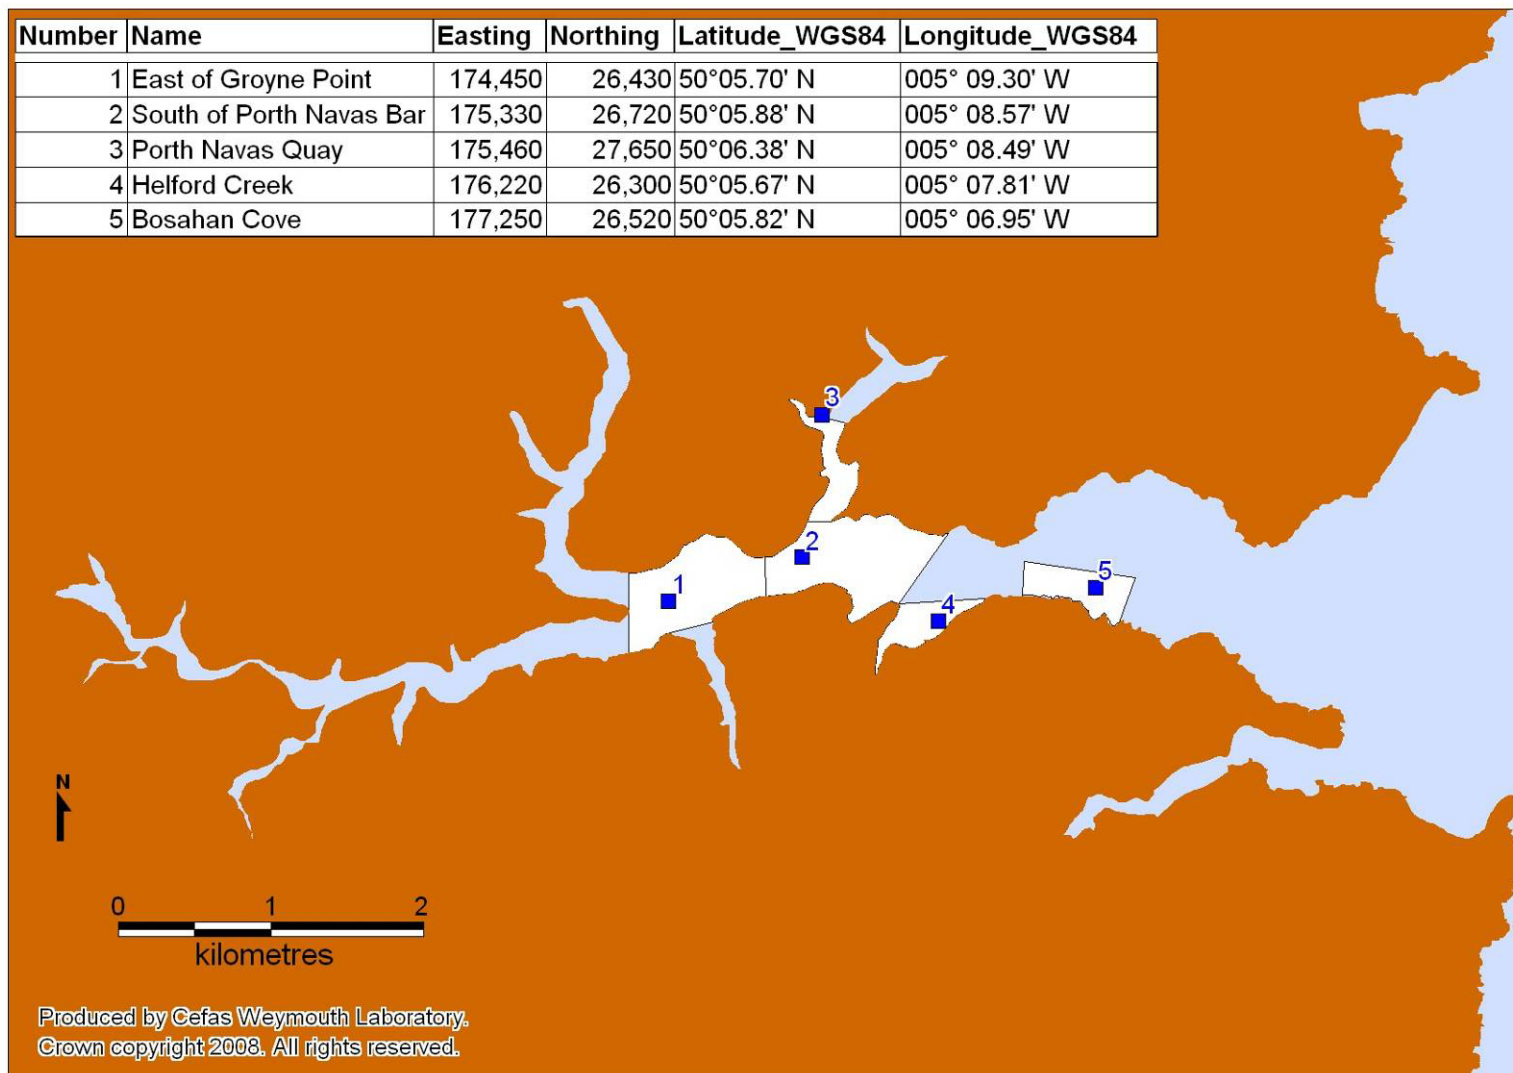 Number Name Easting Northing Latitude_WGS84 Longitude_WGS84
1 East of Groyne Point 174,450 26,430 50°05.70' N 005° 09.30' W
2 South of Porth Navas Bar 175,330 26,720 50°05.88' N 005° 08.57' W
3 Porth Navas Quay 175,460 27,650 50°06.38' N 005° 08.49' W
4 Helford Creek 176,220 26,300 50°05.67' N 005° 07.81' W
5 Bosahan Cove 177,250 26,520 50°05.82' N 005° 06.95' W
3
2
5
1
4
N
0 1 2
kilometres
Produced by Cefas Weymouth Laboratory.
Crown copyright 2008. All rights reserved.